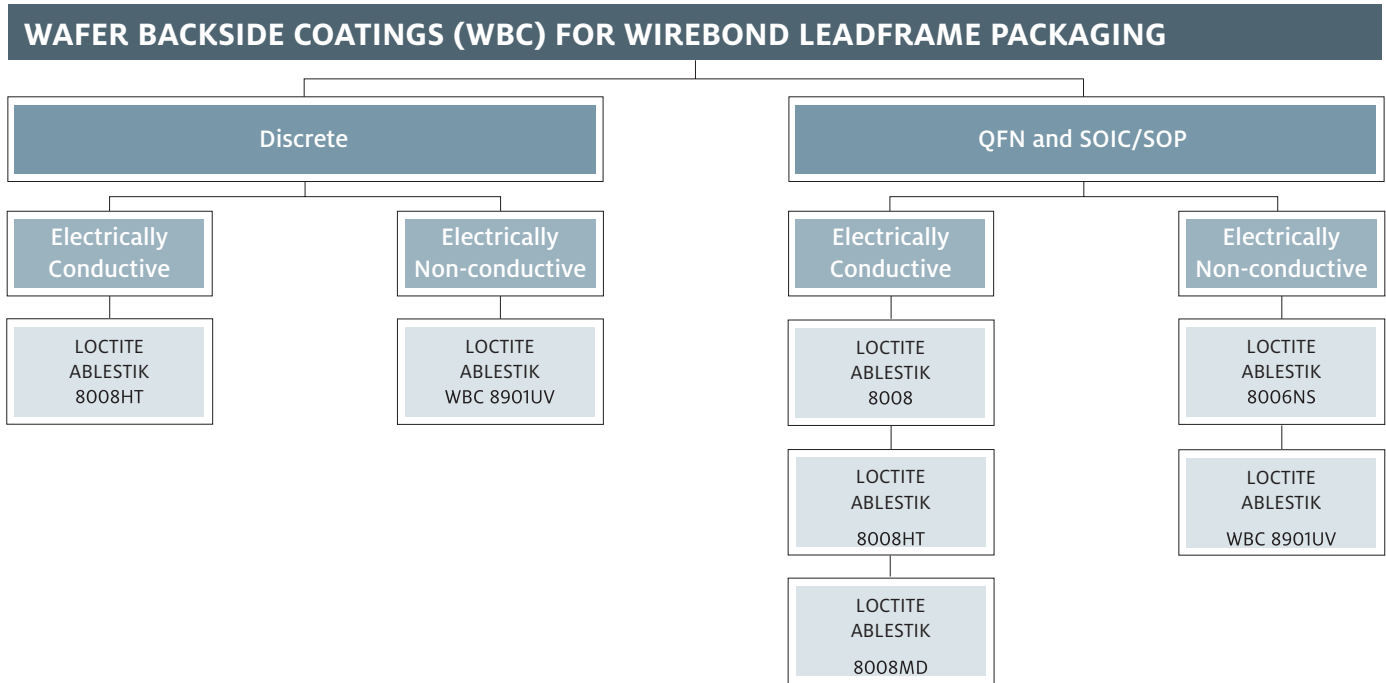 WAFER BACKSIDE COATINGS (WBC) FOR WIREBOND LEADFRAME PACKAGING
Discrete
QFN and SOIC/SOP
Electrically
Conductive
Electrically
Non-conductive
Electrically
Conductive
Electrically
Non-conductive
LOCTITE
ABLESTIK
8008HT
LOCTITE
ABLESTIK
WBC 8901UV
LOCTITE
ABLESTIK
8008
LOCTITE
ABLESTIK
8006NS
LOCTITE
ABLESTIK
8008HT
LOCTITE
ABLESTIK
WBC 8901UV
LOCTITE
ABLESTIK
8008MD